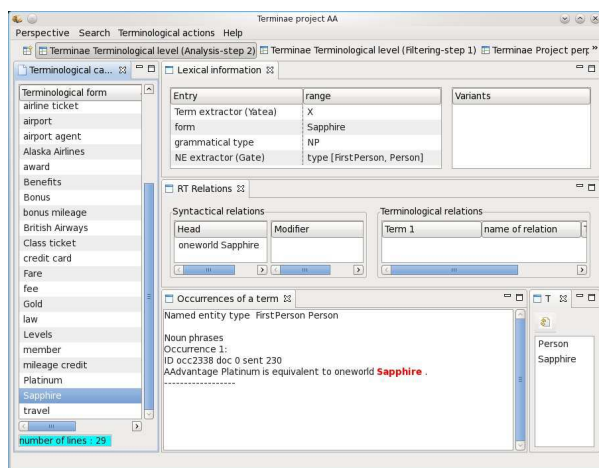 Terminae project AA
Perspective Search Terminological actions Help
Terminae Terminological level (Analysis-step 2) Terminae Terminological level (Filtering-step 1) Terminae Project perp »
Terminological ca...
Terminological form
airline ticket
airport
airport agent
Alaska Airlines
award
Benefits
Bonus
bonus mileage
British Airways
Class ticket
credit card
Fare
fee
Gold
law
Levels
member
mileage credit
Platinum
Sapphire
travel
number of lines : 29
Lexical information
Entry range
Term extractor (Yatea) X
form Sapphire
grammatical type NP
NE extractor (Gate) type [FirstPerson, Person]
Variants
RT Relations
Syntactical relations
Head Modifier
oneworld Sapphire
Terminological relations
Term 1 name of relation
Occurrences of a term
Named entity type FirstPerson Person
Noun phrases
Occurrence 1:
ID occ2338 doc 0 sent 230
AAdvantage Platinum is equivalent to oneworld Sapphire .
------------------
T
Person
Sapphire